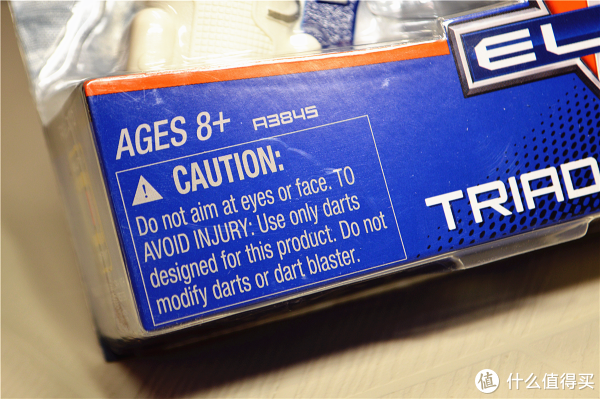 EL
AGES 8+ A3845
CAUTION:
Do not aim at eyes or face. TO
AVOID INJURY: Use only darts
designed for this product. Do not
modify darts or dart blaster.
TRIAD
值 什么值得买